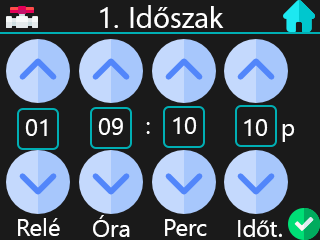 1. Időszak
01 09 : 10 10 p
Relé Óra Perc Időt.